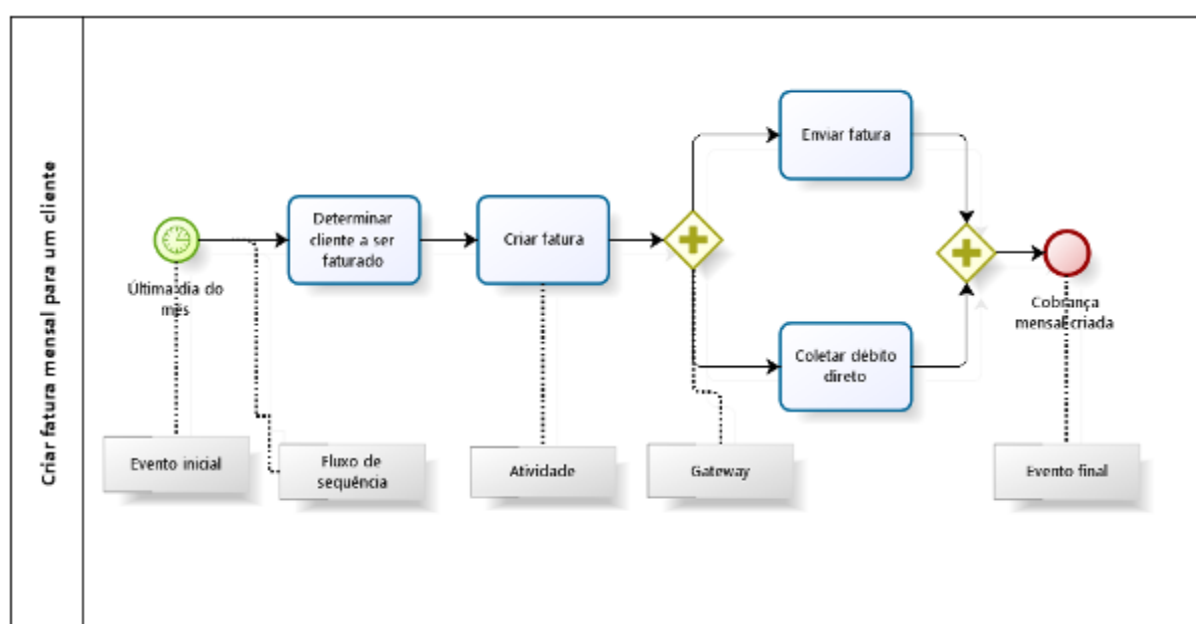 Criar fatura mensal para um cliente
Última dia do
mês
Determinar
cliente a ser
faturado
Criar fatura
Enviar fatura
Coletar débito
direto
Cobrança
mensal criada
Evento inicial
Fluxo de
sequência
Atividade
Gateway
Evento final